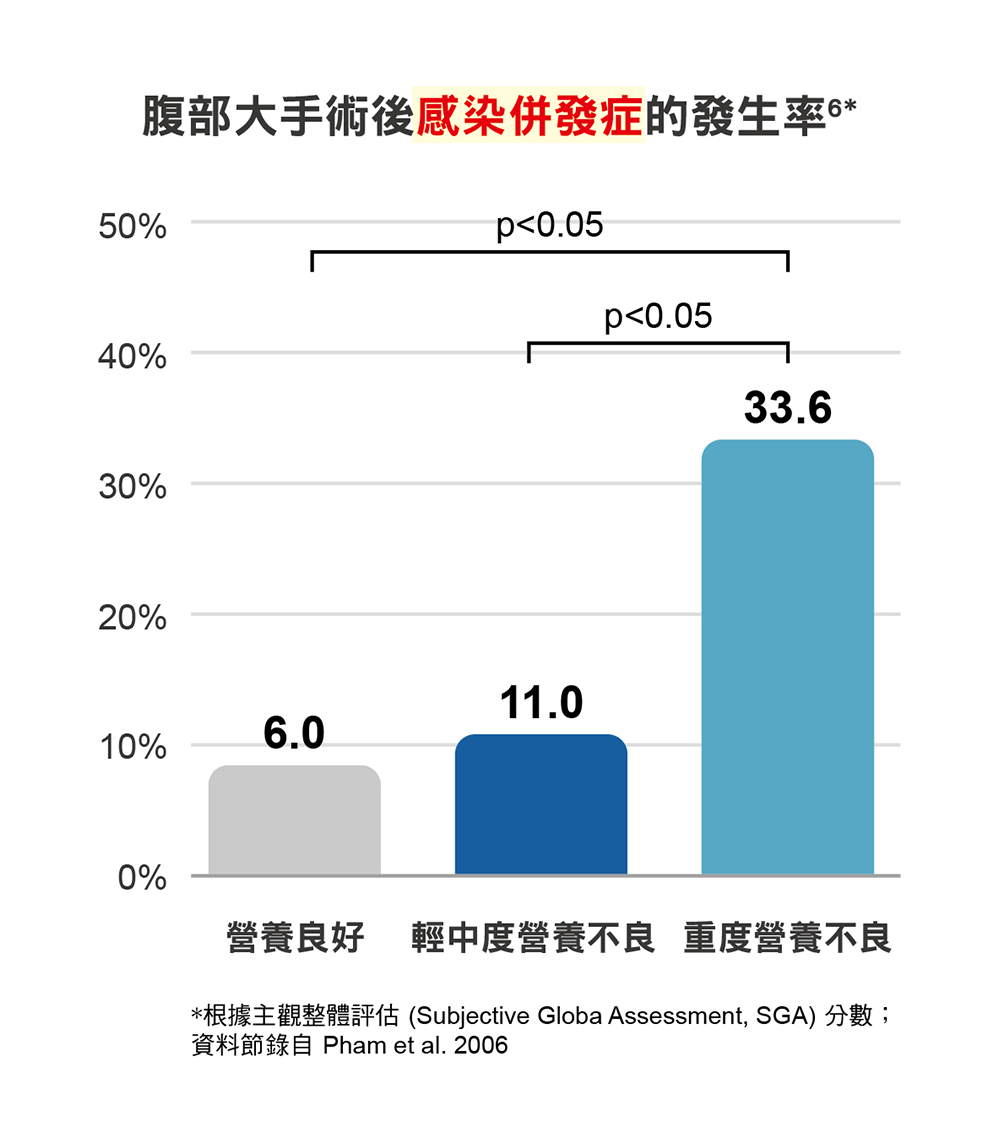 腹部大手術後感染併發症的發生率6*
50%
p<0.05
p<0.05
40%
33.6
30%
20%
11.0
6.0
10%
0%
營養良好 輕中度營養不良 重度營養不良
*根據主觀整體評估 (Subjective Globa Assessment, SGA) 分數；
資料節錄自 Pham et al. 2006